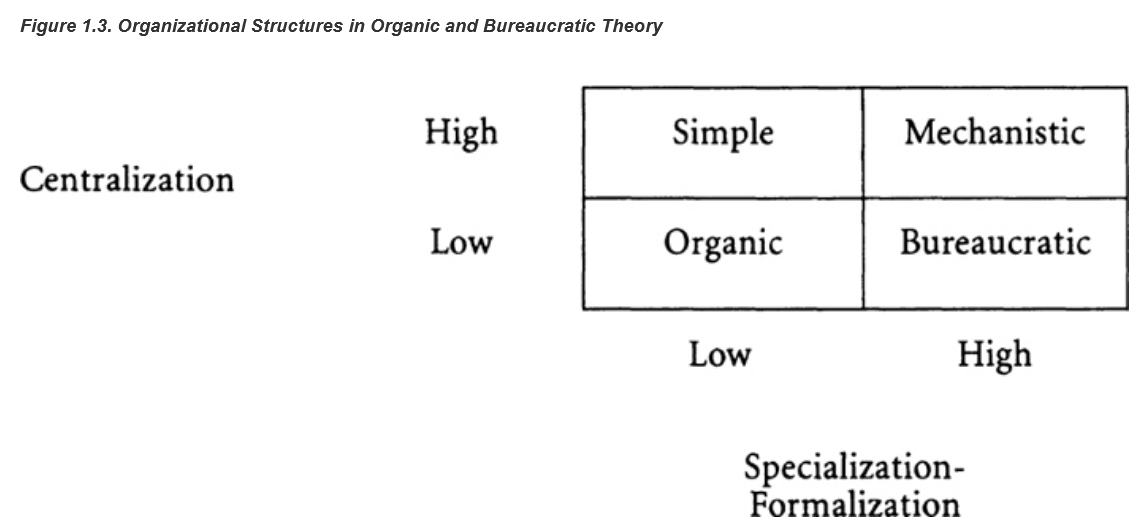 Figure 1.3. Organizational Structures in Organic and Bureaucratic Theory
High Simple Mechanistic
Centralization
Low Organic Bureaucratic
Low High
Specialization-
Formalization